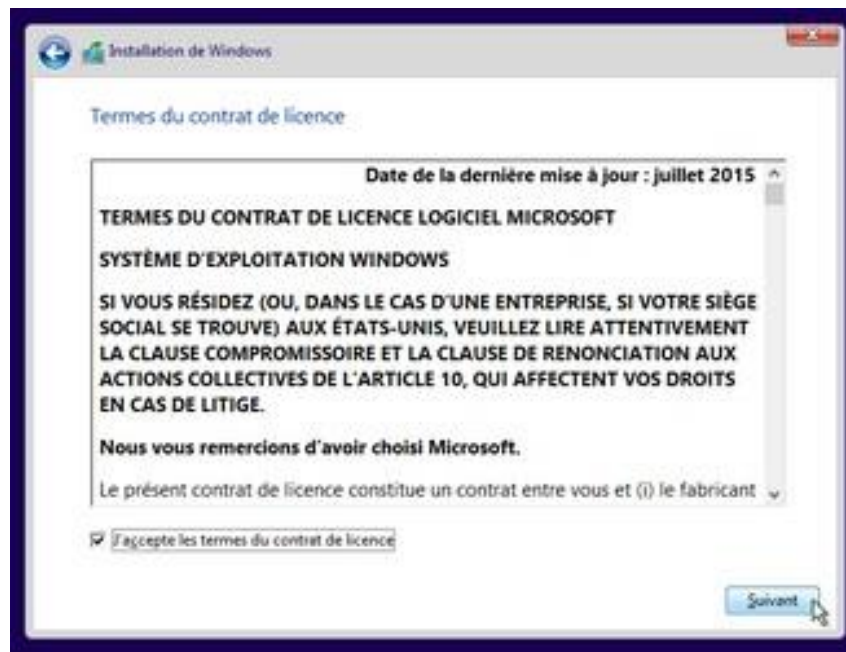 Installation de Windows
Termes du contrat de licence
Date de la dernière mise à jour : juillet 2015
TERMES DU CONTRAT DE LICENCE LOGICIEL MICROSOFT
SYSTÈME D'EXPLOITATION WINDOWS
SI VOUS RÉSIDEZ (OU, DANS LE CAS D'UNE ENTREPRISE, SI VOTRE SIÈGE
SOCIAL SE TROUVE) AUX ÉTATS-UNIS, VEUILLEZ LIRE ATTENTIVEMENT
LA CLAUSE COMPROMISSOIRE ET LA CLAUSE DE RENONCIATION AUX
ACTIONS COLLECTIVES DE L'ARTICLE 10, QUI AFFECTENT VOS DROITS
EN CAS DE LITIGE.
Nous vous remercions d'avoir choisi Microsoft.
Le présent contrat de licence constitue un contrat entre vous et (i) le fabricant
J'accepte les termes du contrat de licence
Suivant